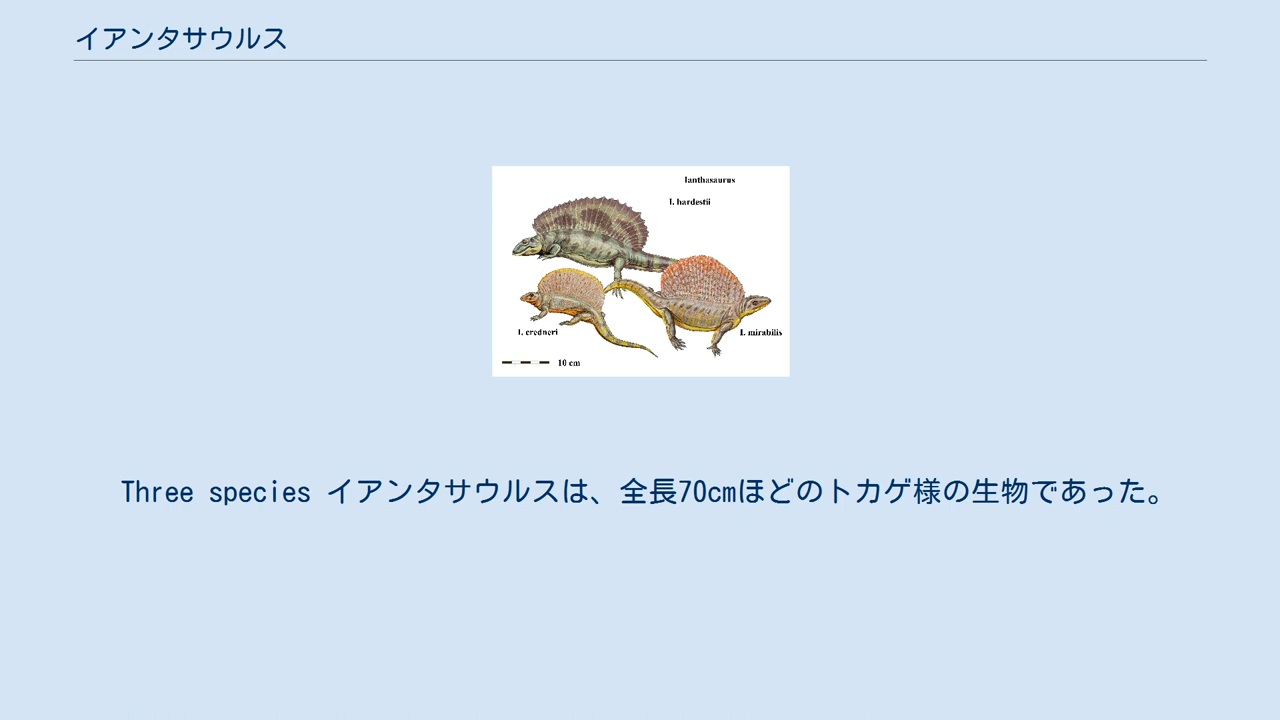 イアンタサウルス
Ianthasaurus
I. hardestii
I. credneri
I. mirabilis
10 cm
Three species イアンタサウルスは、全長70cmほどのトカゲ様の生物であった。